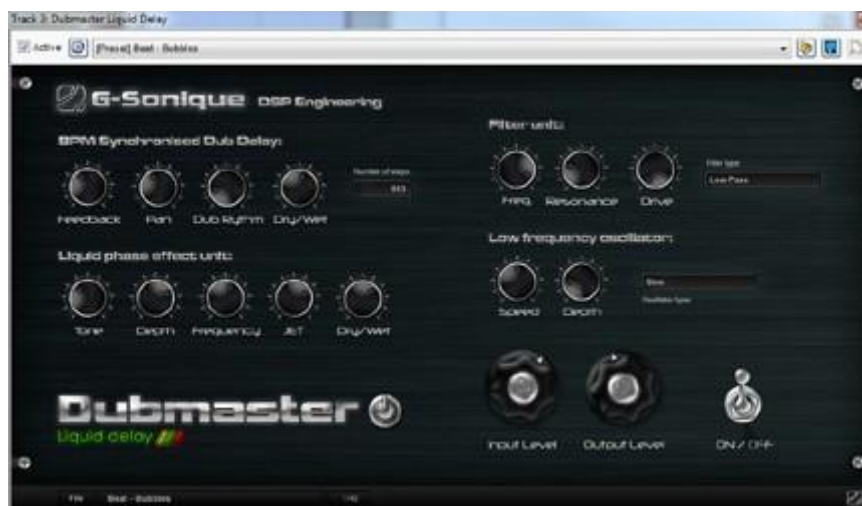 Track 3: Dubmaster Liquid Delay
Active
[Preset] Beat - Bubbles
G-Sonique DSP Engineering
BPM Synchronised Dub Delay:
Number of steps
Feedback Pan Dub Rythm Dry/Wet
Liquid phase effect unit:
Tone Depth Frequency JET Dry/Wet
Dubmaster
Liquid delay
Filter unit:
Filter type
Low Pass
Freq. Resonance Drive
Low frequency oscillator:
Oscillator type
Speed Depth
Input Level Output Level ON / OFF
File Beat - Bubbles